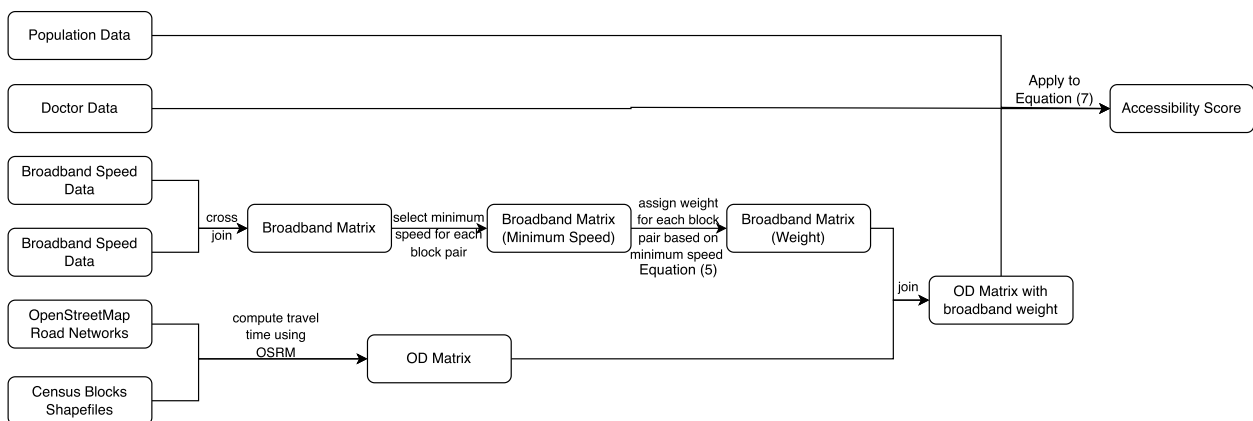 Population Data
Doctor Data
Apply to
Equation (7)
Accessibility Score
Broadband Speed
Data
Broadband Speed
Data
cross
join
Broadband Matrix
select minimum
speed for each
block pair
Broadband Matrix
(Minimum Speed)
assign weight
for each block
pair based on
minimum speed
Equation (5)
Broadband Matrix
(Weight)
OpenStreetMap
Road Networks
Census Blocks
Shapefiles
compute travel
time using
OSRM
OD Matrix
join
OD Matrix with
broadband weight